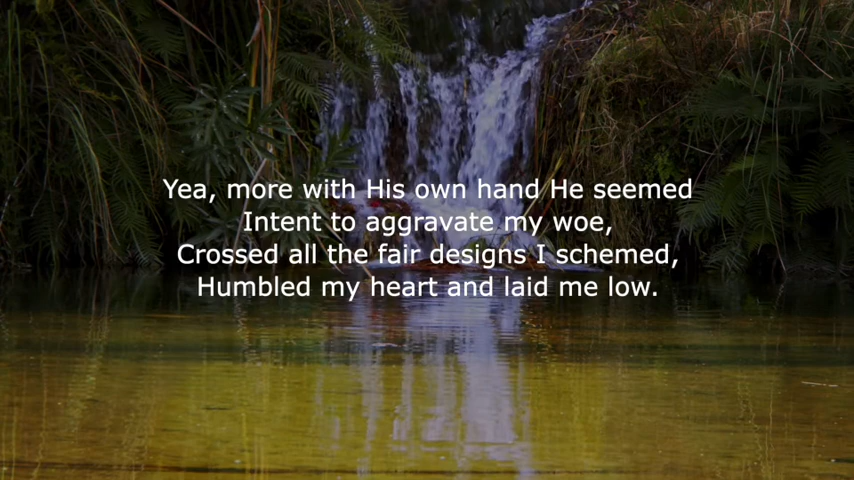 Yea, more with His own hand He seemed
Intent to aggravate my woe,
Crossed all the fair designs I schemed,
Humbled my heart and laid me low.